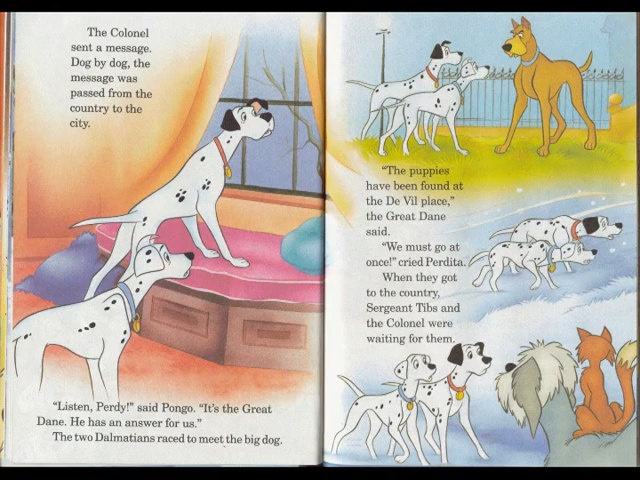 The Colonel
sent a message.
Dog by dog, the
message was
passed from the
country to the
city.
“Listen, Perdy!” said Pongo. “It’s the Great
Dane. He has an answer for us.”
The two Dalmatians raced to meet the big dog.
“The puppies
have been found at
the De Vil place,”
the Great Dane
said.
“We must go at
once!” cried Perdita.
When they got
to the country,
Sergeant Tibs and
the Colonel were
waiting for them.